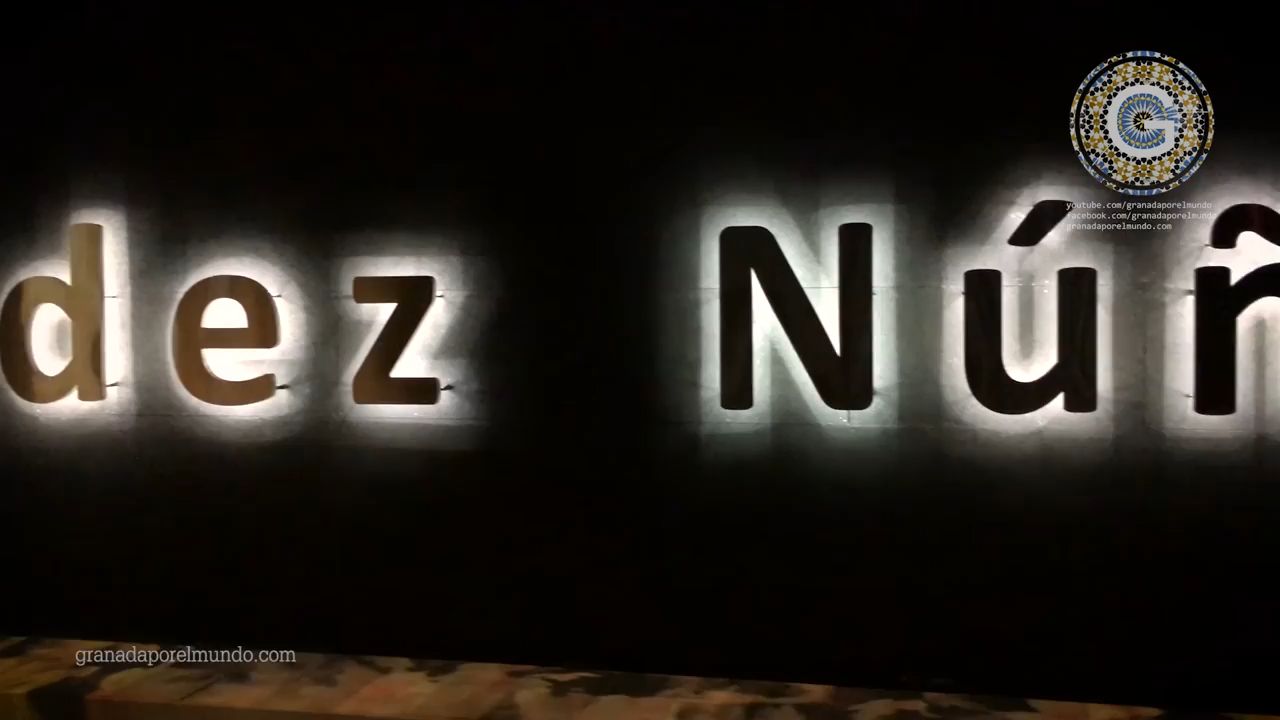 dez Núñ
youtube.com/granadaporelmundo
facebook.com/granadaporelmundo
granadaporelmundo.com
granadaporelmundo.com